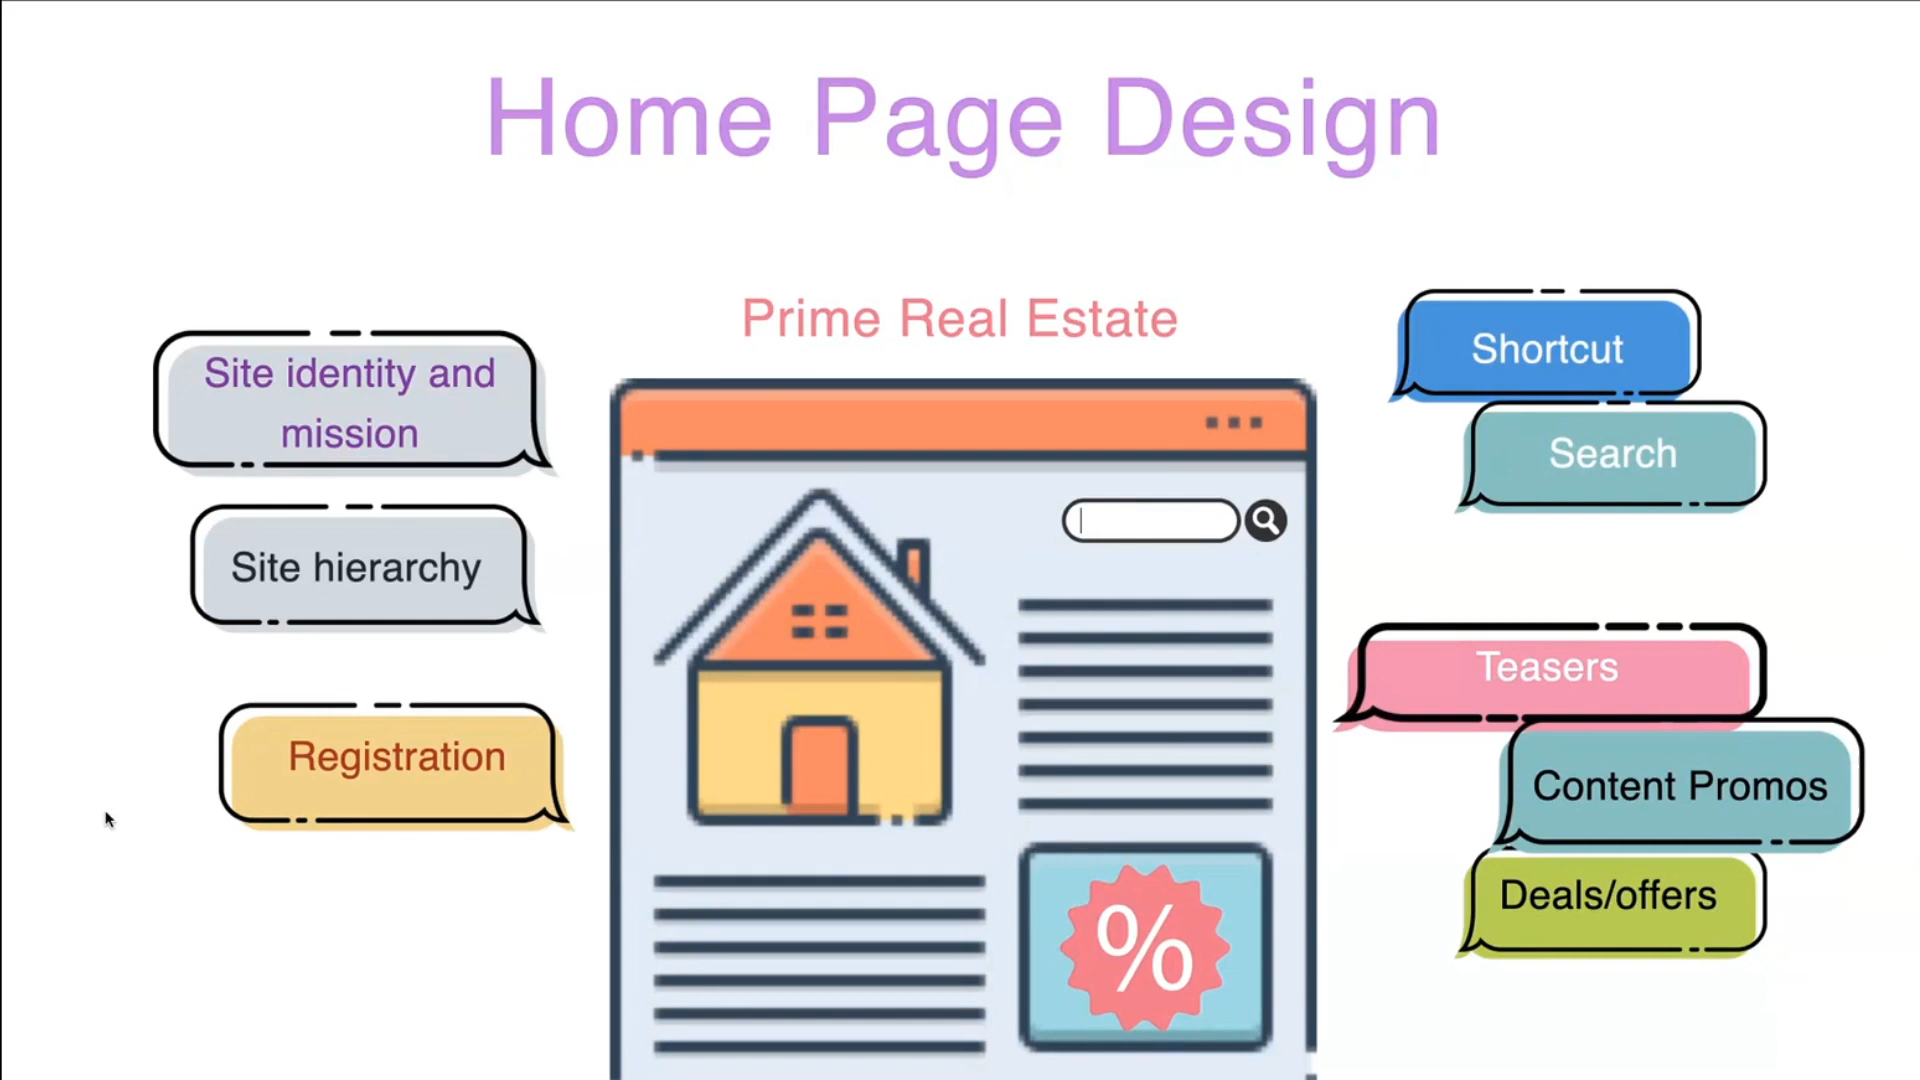 Home Page Design
Prime Real Estate
Site identity and
mission
Site hierarchy
Registration
Shortcut
Search
Teasers
Content Promos
Deals/offers
%